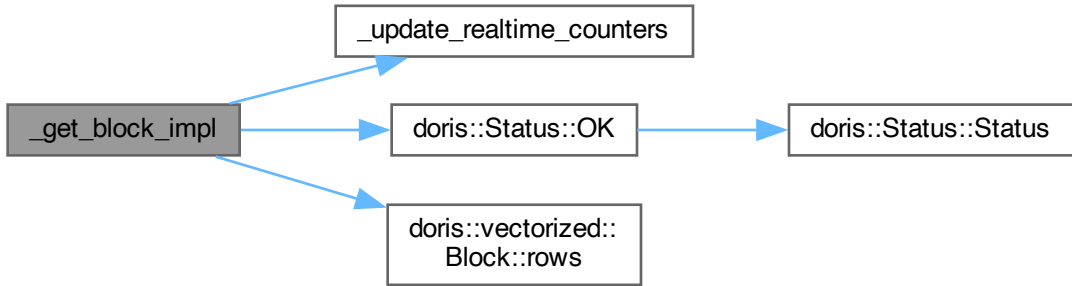 _update_realtime_counters
_get_block_impl
doris::Status::OK
doris::Status::Status
doris::vectorized::
Block::rows